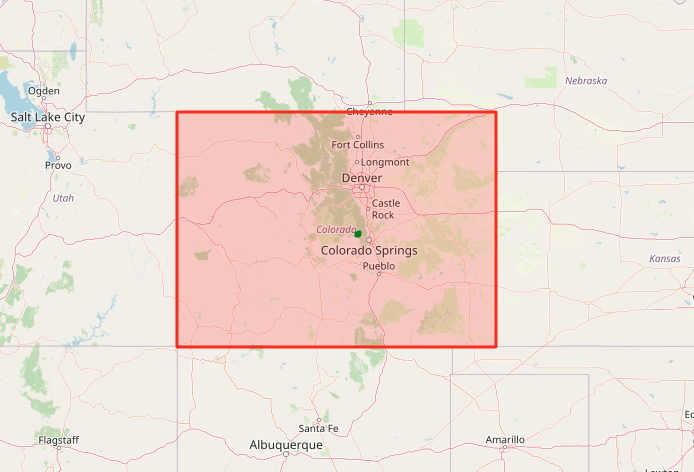 Nebraska
Ogden
Cheyenne
Salt Lake City
Fort Collins
Longmont
Provo
Denver
Utah
Castle
Rock
Colorado
Colorado Springs
Kansas
Pueblo
Santa Fe
Flagstaff
Albuquerque
Amarillo